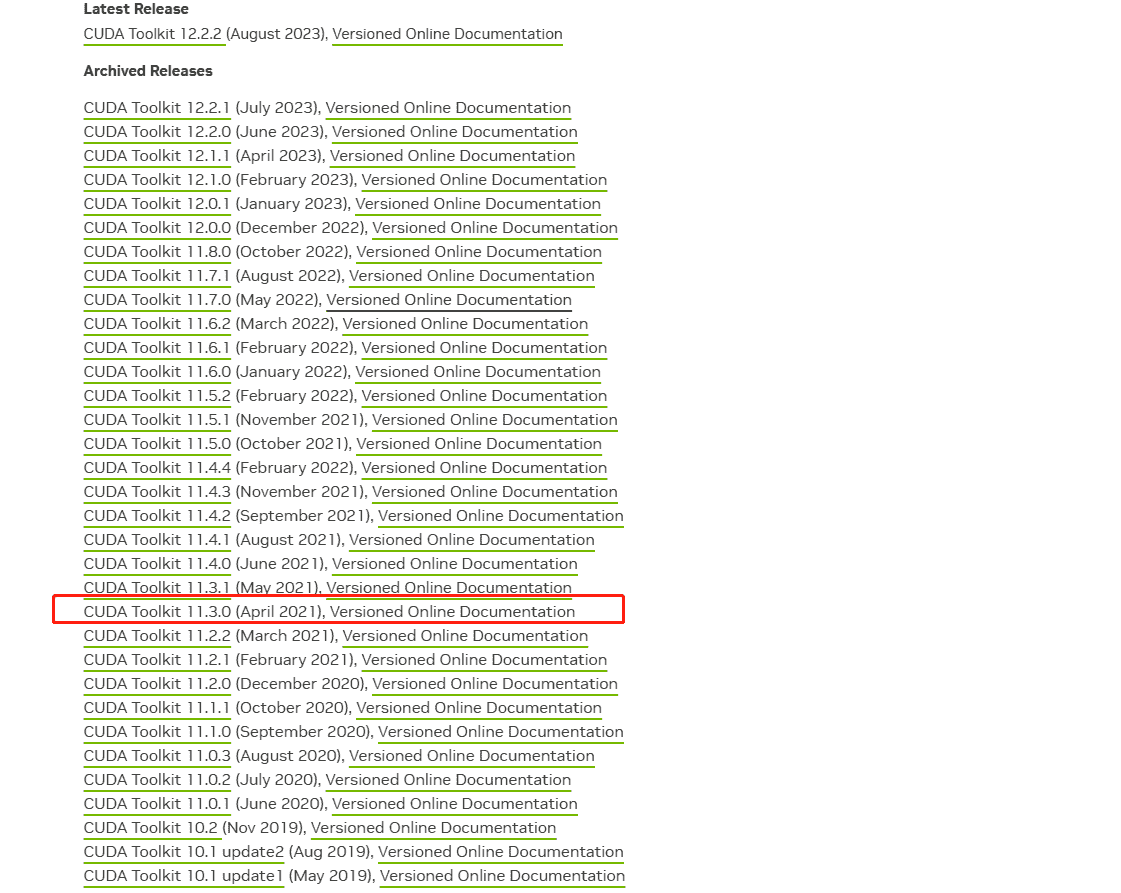 Latest Release
CUDA Toolkit 12.2.2 (August 2023), Versioned Online Documentation
Archived Releases
CUDA Toolkit 12.2.1 (July 2023), Versioned Online Documentation
CUDA Toolkit 12.2.0 (June 2023), Versioned Online Documentation
CUDA Toolkit 12.1.1 (April 2023), Versioned Online Documentation
CUDA Toolkit 12.1.0 (February 2023), Versioned Online Documentation
CUDA Toolkit 12.0.1 (January 2023), Versioned Online Documentation
CUDA Toolkit 12.0.0 (December 2022), Versioned Online Documentation
CUDA Toolkit 11.8.0 (October 2022), Versioned Online Documentation
CUDA Toolkit 11.7.1 (August 2022), Versioned Online Documentation
CUDA Toolkit 11.7.0 (May 2022), Versioned Online Documentation
CUDA Toolkit 11.6.2 (March 2022), Versioned Online Documentation
CUDA Toolkit 11.6.1 (February 2022), Versioned Online Documentation
CUDA Toolkit 11.6.0 (January 2022), Versioned Online Documentation
CUDA Toolkit 11.5.2 (February 2022), Versioned Online Documentation
CUDA Toolkit 11.5.1 (November 2021), Versioned Online Documentation
CUDA Toolkit 11.5.0 (October 2021), Versioned Online Documentation
CUDA Toolkit 11.4.4 (February 2022), Versioned Online Documentation
CUDA Toolkit 11.4.3 (November 2021), Versioned Online Documentation
CUDA Toolkit 11.4.2 (September 2021), Versioned Online Documentation
CUDA Toolkit 11.4.1 (August 2021), Versioned Online Documentation
CUDA Toolkit 11.4.0 (June 2021), Versioned Online Documentation
CUDA Toolkit 11.3.1 (May 2021), Versioned Online Documentation
CUDA Toolkit 11.3.0 (April 2021), Versioned Online Documentation
CUDA Toolkit 11.2.2 (March 2021), Versioned Online Documentation
CUDA Toolkit 11.2.1 (February 2021), Versioned Online Documentation
CUDA Toolkit 11.2.0 (December 2020), Versioned Online Documentation
CUDA Toolkit 11.1.1 (October 2020), Versioned Online Documentation
CUDA Toolkit 11.1.0 (September 2020), Versioned Online Documentation
CUDA Toolkit 11.0.3 (August 2020), Versioned Online Documentation
CUDA Toolkit 11.0.2 (July 2020), Versioned Online Documentation
CUDA Toolkit 11.0.1 (June 2020), Versioned Online Documentation
CUDA Toolkit 10.2 (Nov 2019), Versioned Online Documentation
CUDA Toolkit 10.1 update2 (Aug 2019), Versioned Online Documentation
CUDA Toolkit 10.1 update1 (May 2019), Versioned Online Documentation